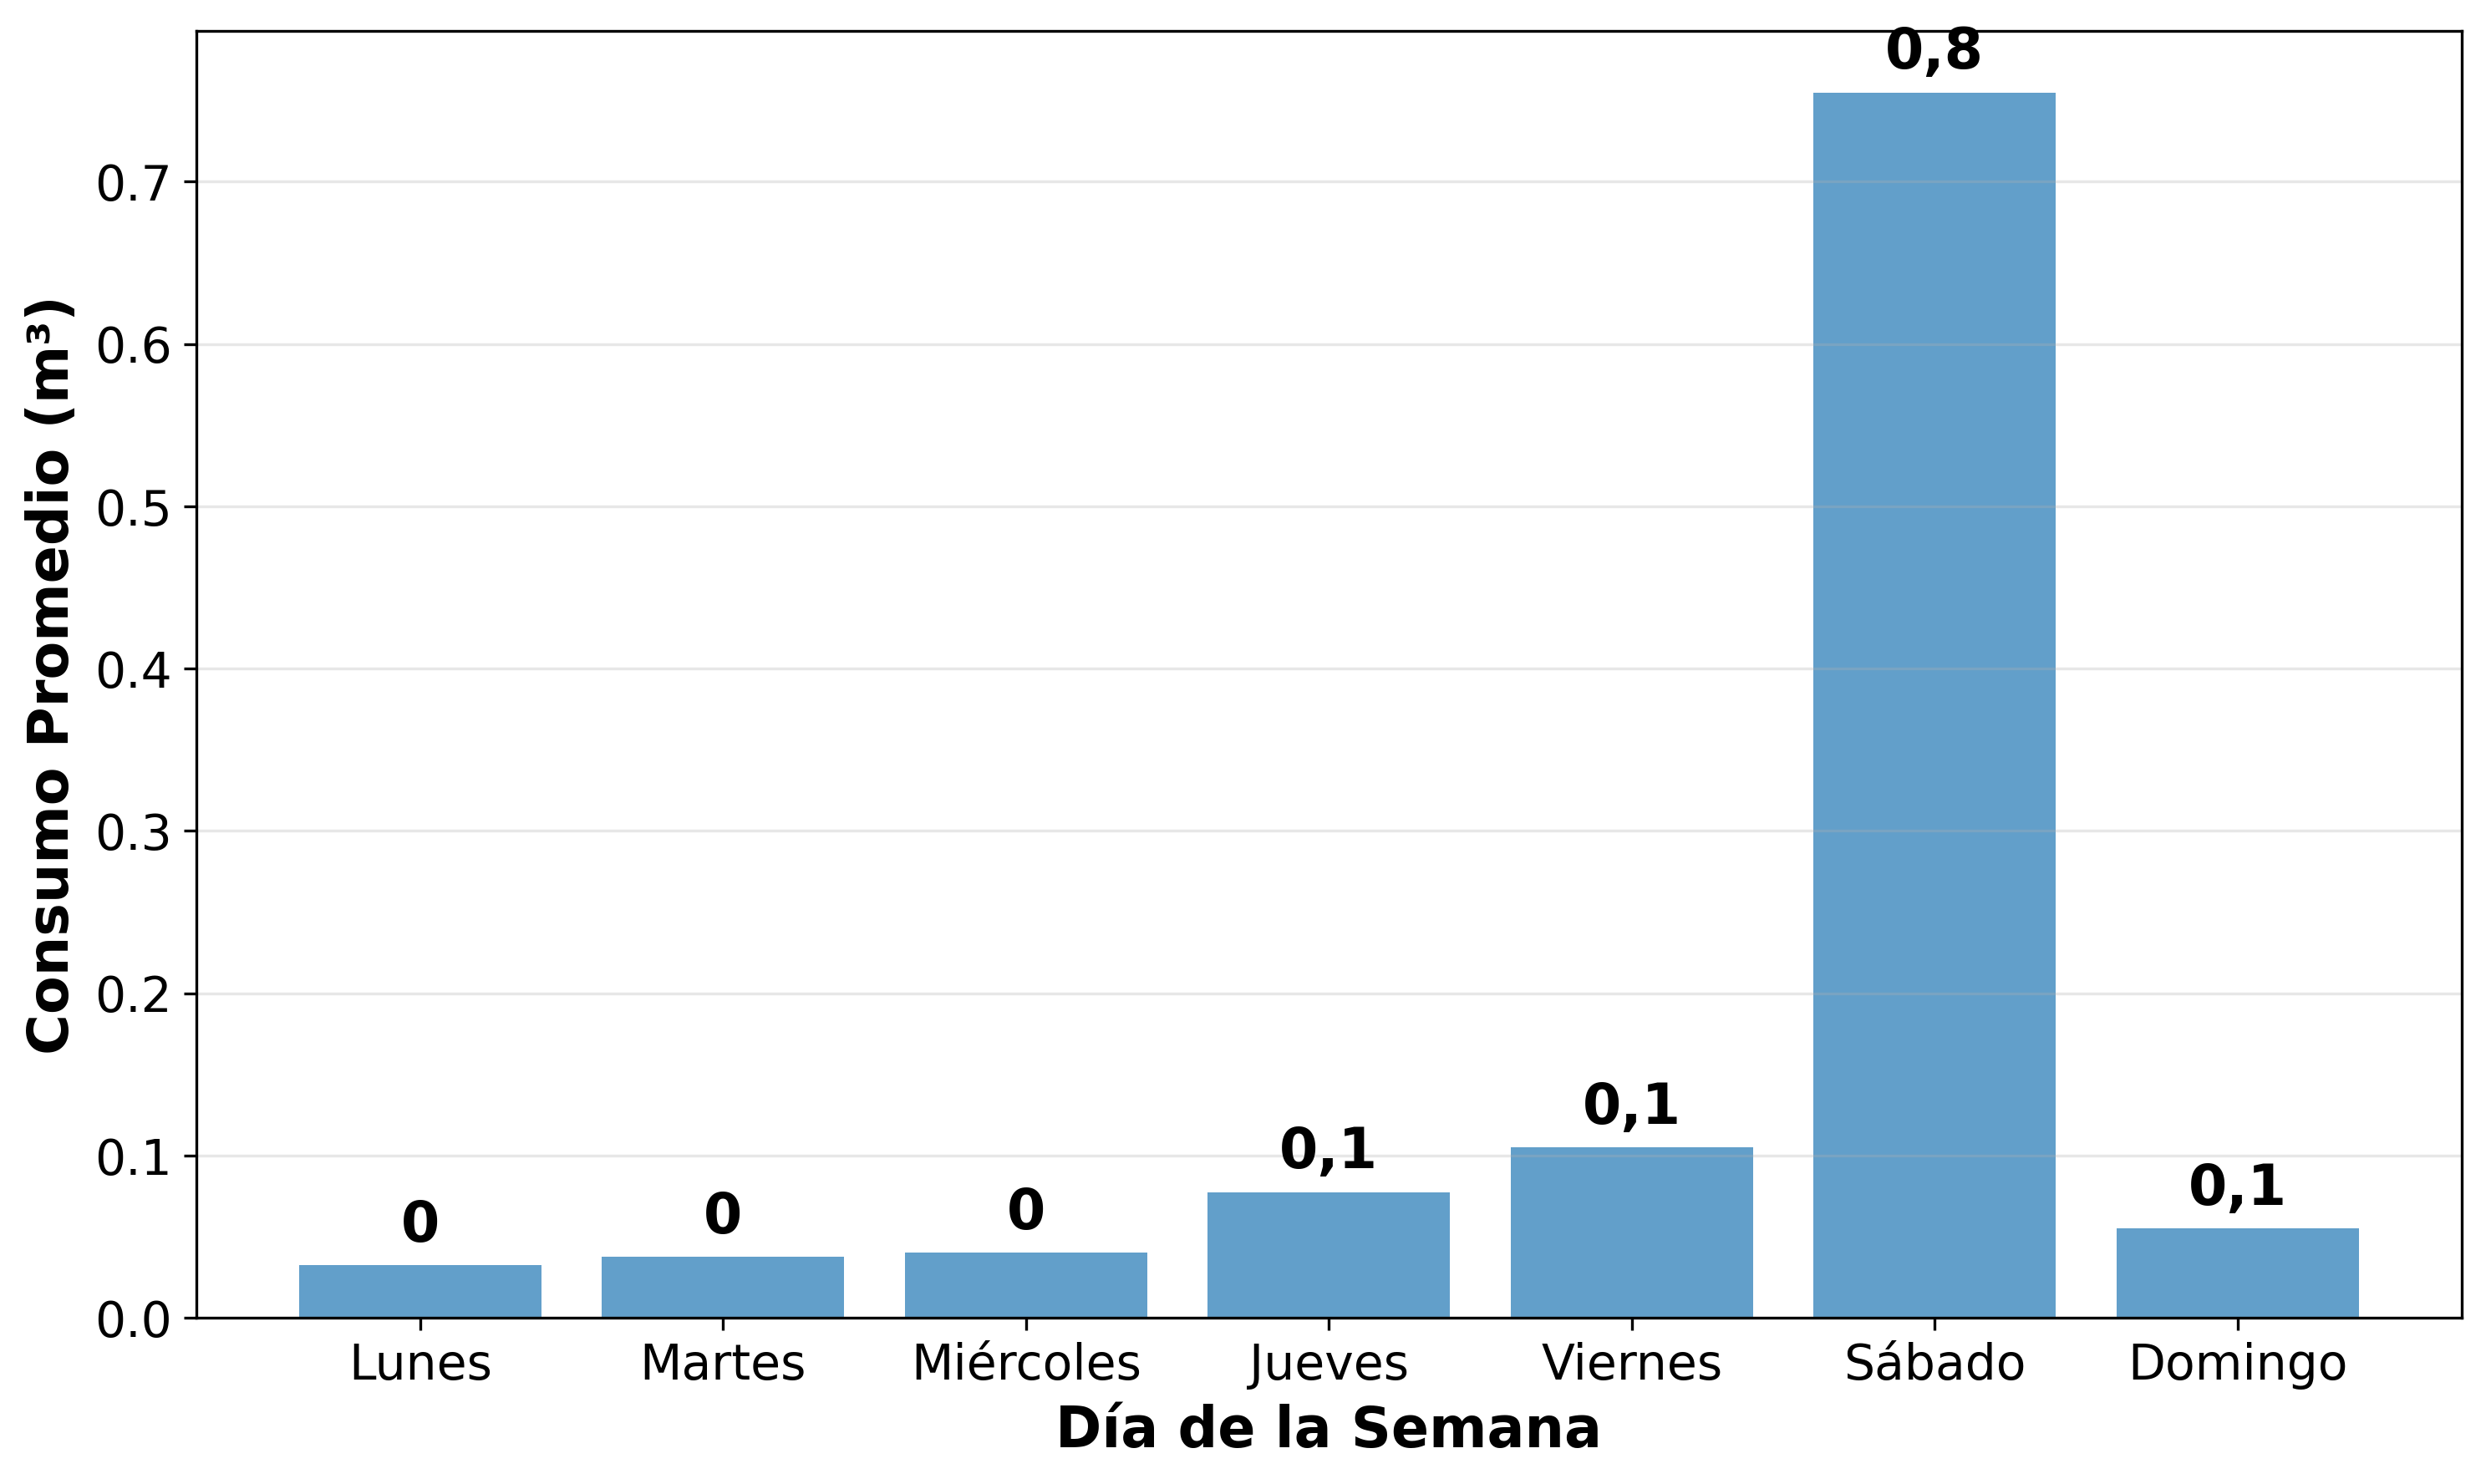 Consumo Promedio (m³)
0.7
0.6
0.5
0.4
0.3
0.2
0.1
0.0
0
0
0
0,1
0,1
0,8
0,1
Lunes
Martes
Miércoles
Jueves
Viernes
Sábado
Domingo
Día de la Semana